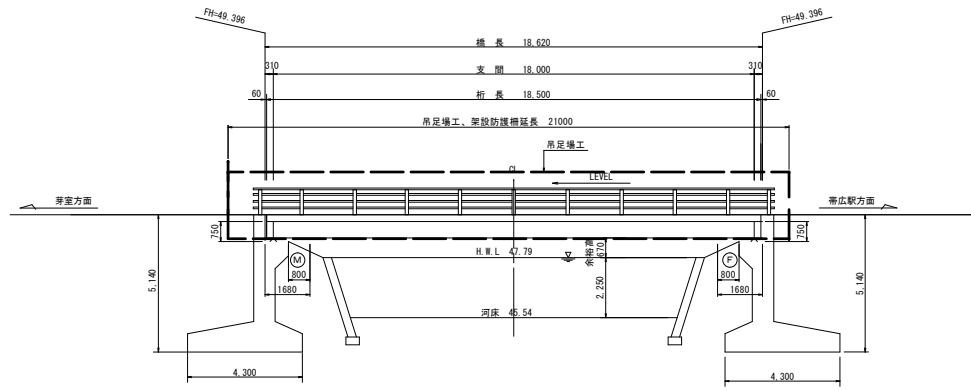 FH=49.396
FH=49.396
橋 長 18.620
310
支 間 18.000
310
60
桁 長 18.500
60
吊足場工、架設防護柵延長 21000
吊足場工
LEVEL
芽室方面
帯広駅方面
750
750
H.W.L 47.79
余裕高
670
M
F
800
800
1680
1680
5,140
2,250
5,140
河床 45.54
4,300
4,300